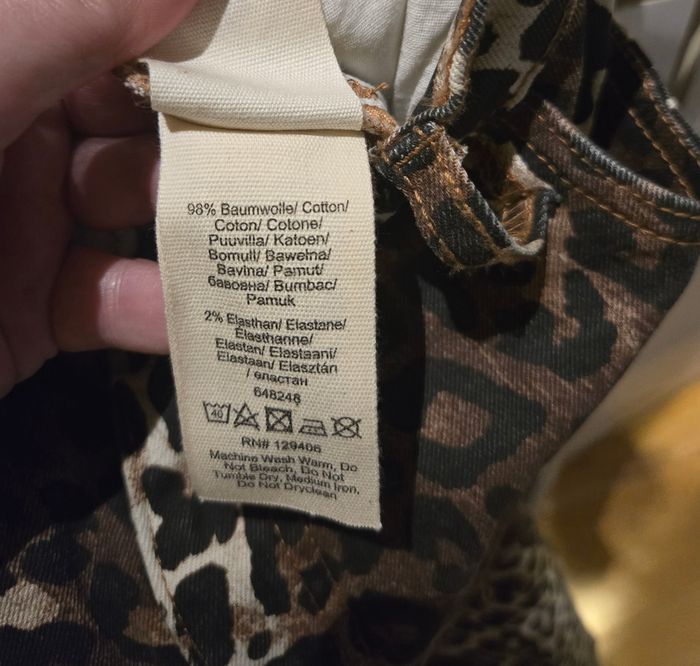 98% Baumwolle/ Cotton/
Coton/ Cotone/
Puuvilla/ Katoen/
Bomull/ Bawełna/
Bavlna/ Pamut/
бавовна/ Bumbac/
Pamuk
2% Elasthan/ Elastane/
Élasthanne/
Elastan/ Elastaani/
Elastaan/ Elasztán/
/ еластан
648248
40
RN# 129406
Machine Wash Warm, Do
Not Bleach, Do Not
Tumble Dry, Medium Iron,
Do Not Dryclean